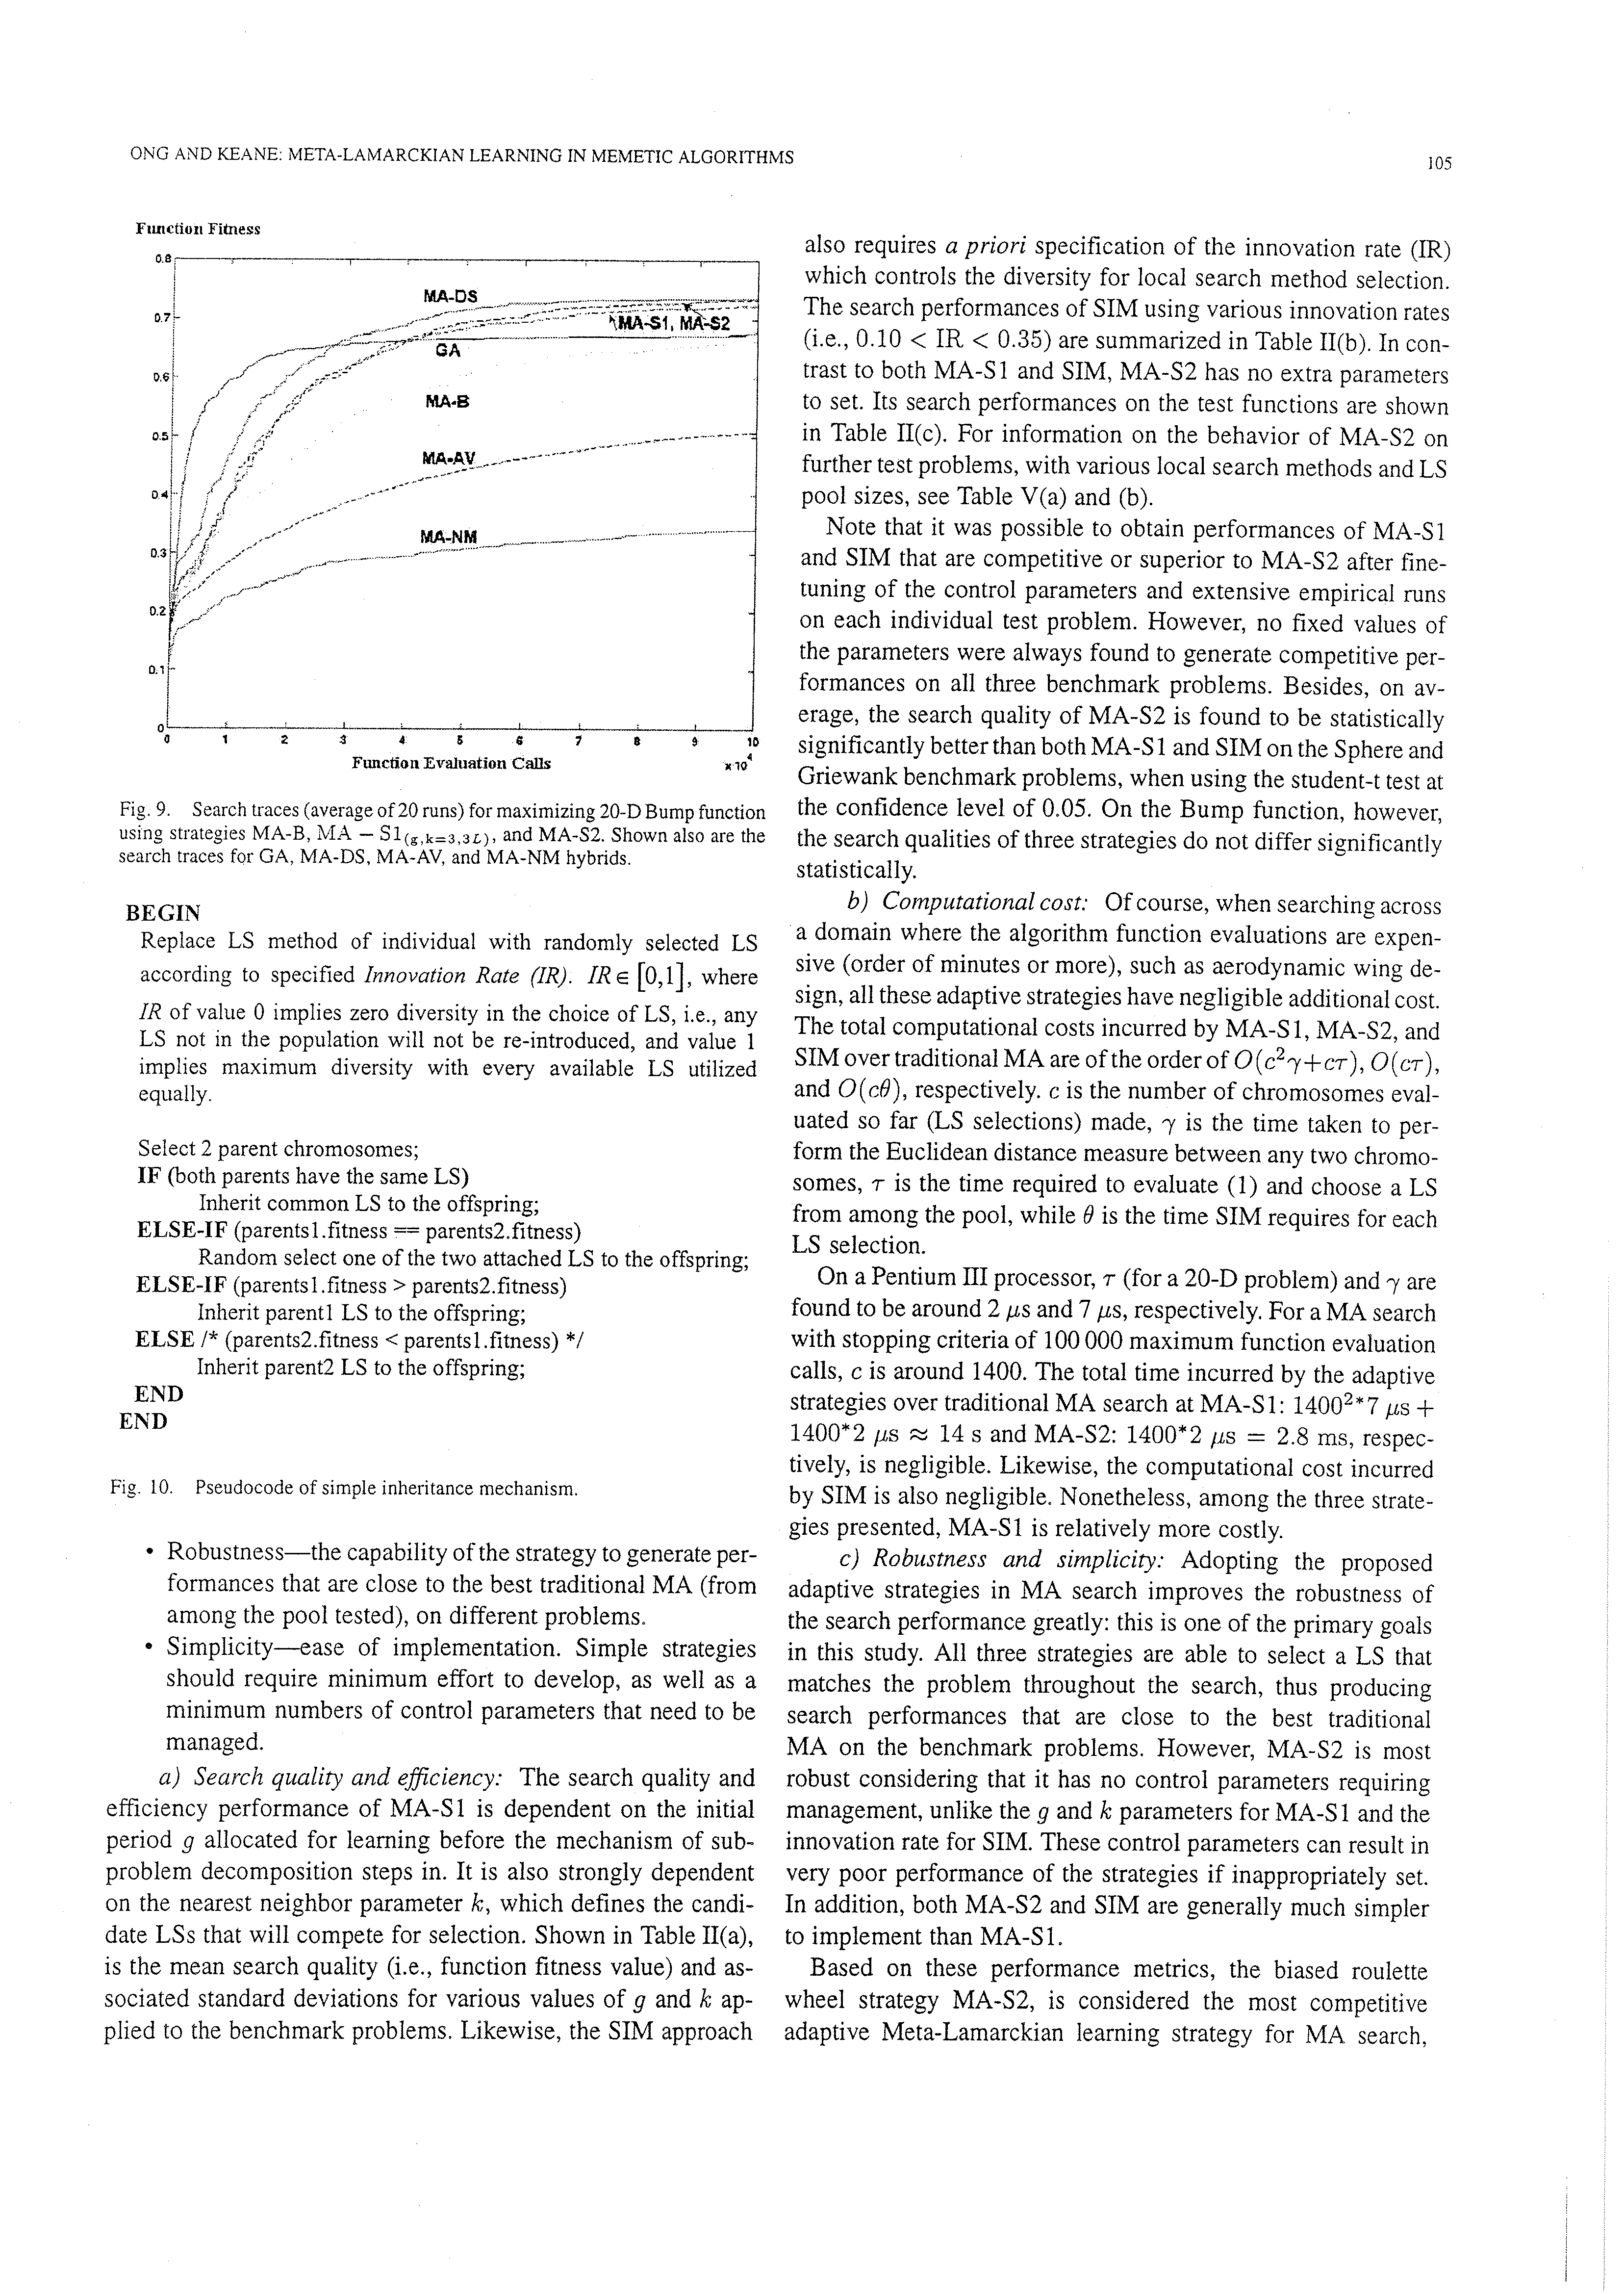 ONG AND KEANE: META-LAMARCKIAN LEARNING IN MEMETIC ALGORITHMS
105
Function Fitness
0.8
0.7
0.6
0.5
0.4
0.3
0.2
0.1
0
MA-DS
MA-S1, MA-S2
GA
MA-B
MA-AV
MA-NM
0 1 2 3 4 5 6 7 8 9 10
Function Evaluation Calls
x10⁴
Fig. 9. Search traces (average of 20 runs) for maximizing 20-D Bump function
using strategies MA-B, MA − S1(g,k=3,3L), and MA-S2. Shown also are the
search traces for GA, MA-DS, MA-AV, and MA-NM hybrids.
BEGIN
Replace LS method of individual with randomly selected LS
according to specified Innovation Rate (IR). IR ∈ [0,1], where
IR of value 0 implies zero diversity in the choice of LS, i.e., any
LS not in the population will not be re-introduced, and value 1
implies maximum diversity with every available LS utilized
equally.
Select 2 parent chromosomes;
IF (both parents have the same LS)
Inherit common LS to the offspring;
ELSE-IF (parents1.fitness == parents2.fitness)
Random select one of the two attached LS to the offspring;
ELSE-IF (parents1.fitness > parents2.fitness)
Inherit parent1 LS to the offspring;
ELSE /* (parents2.fitness < parents1.fitness) */
Inherit parent2 LS to the offspring;
END
END
Fig. 10. Pseudocode of simple inheritance mechanism.
• Robustness—the capability of the strategy to generate per-
formances that are close to the best traditional MA (from
among the pool tested), on different problems.
• Simplicity—ease of implementation. Simple strategies
should require minimum effort to develop, as well as a
minimum numbers of control parameters that need to be
managed.
a) Search quality and efficiency: The search quality and
efficiency performance of MA-S1 is dependent on the initial
period g allocated for learning before the mechanism of sub-
problem decomposition steps in. It is also strongly dependent
on the nearest neighbor parameter k, which defines the candi-
date LSs that will compete for selection. Shown in Table II(a),
is the mean search quality (i.e., function fitness value) and as-
sociated standard deviations for various values of g and k ap-
plied to the benchmark problems. Likewise, the SIM approach
also requires a priori specification of the innovation rate (IR)
which controls the diversity for local search method selection.
The search performances of SIM using various innovation rates
(i.e., 0.10 < IR < 0.35) are summarized in Table II(b). In con-
trast to both MA-S1 and SIM, MA-S2 has no extra parameters
to set. Its search performances on the test functions are shown
in Table II(c). For information on the behavior of MA-S2 on
further test problems, with various local search methods and LS
pool sizes, see Table V(a) and (b).
Note that it was possible to obtain performances of MA-S1
and SIM that are competitive or superior to MA-S2 after fine-
tuning of the control parameters and extensive empirical runs
on each individual test problem. However, no fixed values of
the parameters were always found to generate competitive per-
formances on all three benchmark problems. Besides, on av-
erage, the search quality of MA-S2 is found to be statistically
significantly better than both MA-S1 and SIM on the Sphere and
Griewank benchmark problems, when using the student-t test at
the confidence level of 0.05. On the Bump function, however,
the search qualities of three strategies do not differ significantly
statistically.
b) Computational cost: Of course, when searching across
a domain where the algorithm function evaluations are expen-
sive (order of minutes or more), such as aerodynamic wing de-
sign, all these adaptive strategies have negligible additional cost.
The total computational costs incurred by MA-S1, MA-S2, and
SIM over traditional MA are of the order of O(c²γ+cτ), O(cτ),
and O(cθ), respectively. c is the number of chromosomes eval-
uated so far (LS selections) made, γ is the time taken to per-
form the Euclidean distance measure between any two chromo-
somes, τ is the time required to evaluate (1) and choose a LS
from among the pool, while θ is the time SIM requires for each
LS selection.
On a Pentium III processor, τ (for a 20-D problem) and γ are
found to be around 2 μs and 7 μs, respectively. For a MA search
with stopping criteria of 100 000 maximum function evaluation
calls, c is around 1400. The total time incurred by the adaptive
strategies over traditional MA search at MA-S1: 1400²*7 μs +
1400*2 μs ≈ 14 s and MA-S2: 1400*2 μs = 2.8 ms, respec-
tively, is negligible. Likewise, the computational cost incurred
by SIM is also negligible. Nonetheless, among the three strate-
gies presented, MA-S1 is relatively more costly.
c) Robustness and simplicity: Adopting the proposed
adaptive strategies in MA search improves the robustness of
the search performance greatly: this is one of the primary goals
in this study. All three strategies are able to select a LS that
matches the problem throughout the search, thus producing
search performances that are close to the best traditional
MA on the benchmark problems. However, MA-S2 is most
robust considering that it has no control parameters requiring
management, unlike the g and k parameters for MA-S1 and the
innovation rate for SIM. These control parameters can result in
very poor performance of the strategies if inappropriately set.
In addition, both MA-S2 and SIM are generally much simpler
to implement than MA-S1.
Based on these performance metrics, the biased roulette
wheel strategy MA-S2, is considered the most competitive
adaptive Meta-Lamarckian learning strategy for MA search,